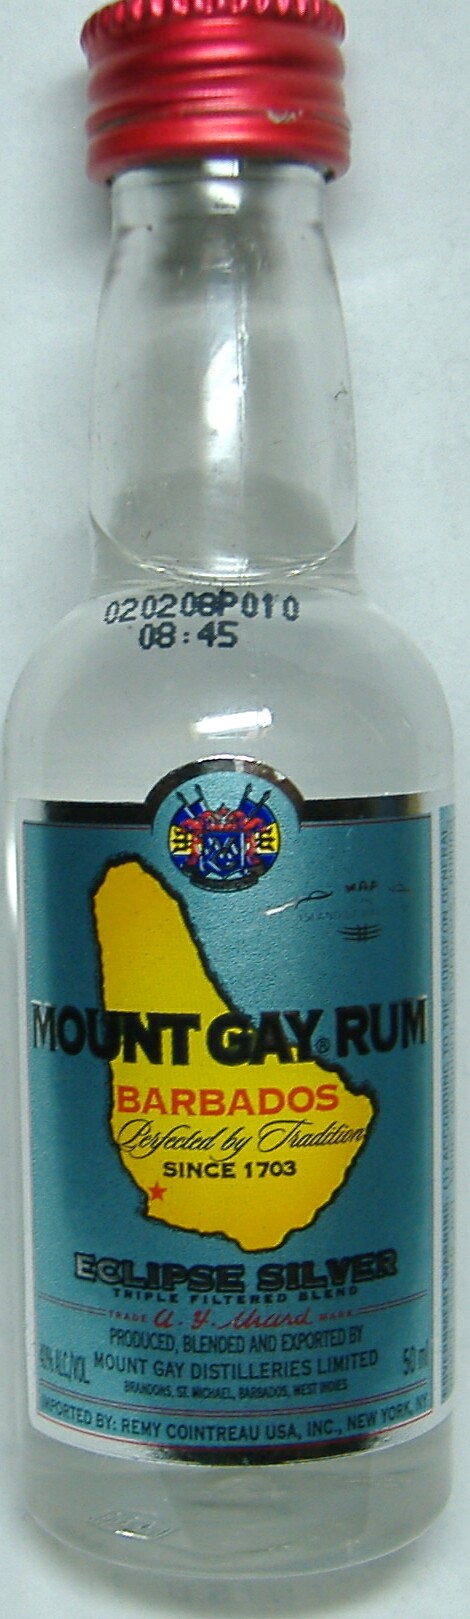 020208P010
08:45
MAP
MOUNT GAY® RUM
BARBADOS
Perfected by Tradition
SINCE 1703
ECLIPSE SILVER
TRIPLE FILTERED BLEND
TRADE A. F. Ward MARK
PRODUCED, BLENDED AND EXPORTED BY
40% ALC/VOL MOUNT GAY DISTILLERIES LIMITED 50 ml
BRANDONS, ST. MICHAEL, BARBADOS, WEST INDIES
IMPORTED BY: REMY COINTREAU USA, INC., NEW YORK, NY